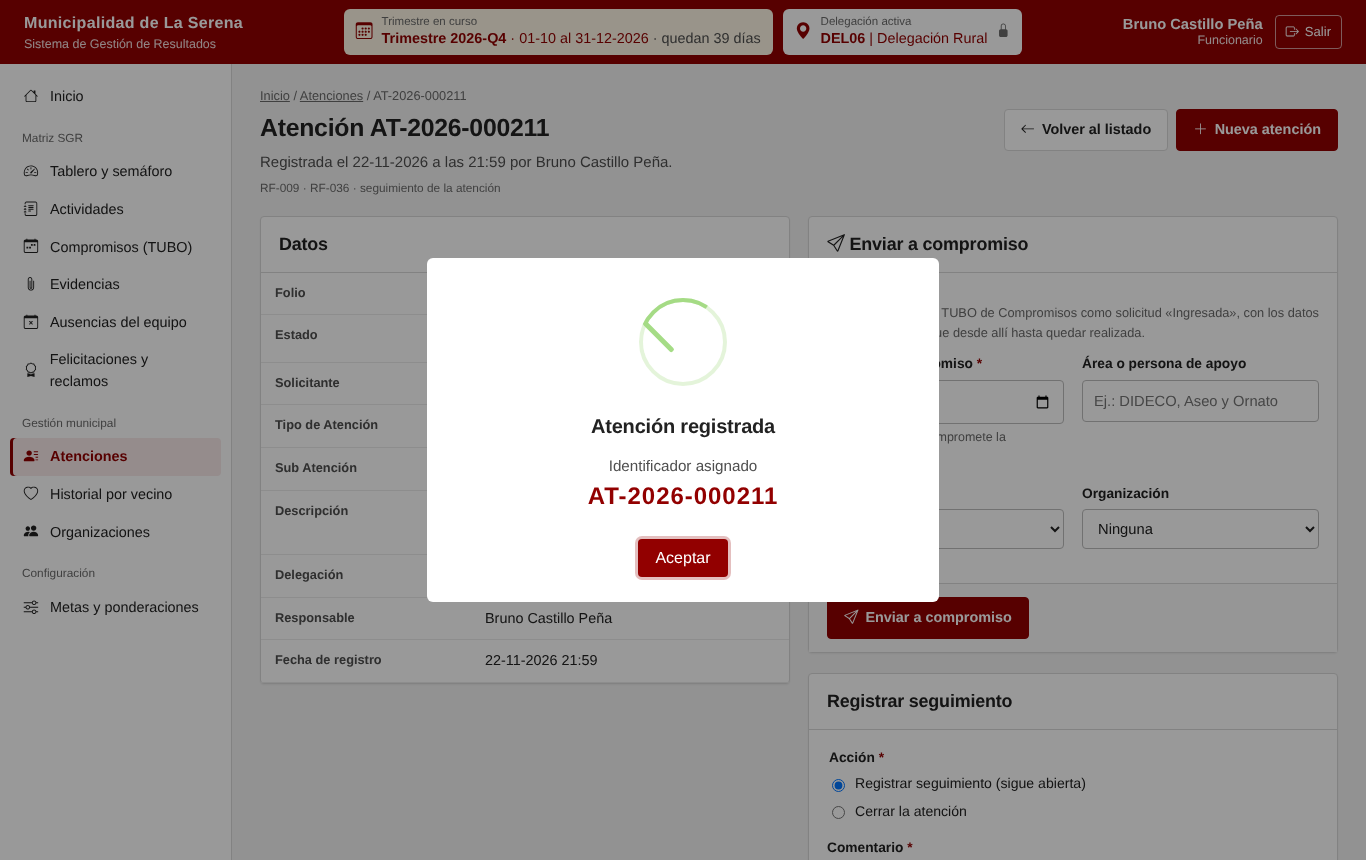 Municipalidad de La Serena
Sistema de Gestión de Resultados
Trimestre en curso
Trimestre 2026-Q4 · 01-10 al 31-12-2026 · quedan 39 días
Delegación activa
DEL06 | Delegación Rural
Bruno Castillo Peña
Funcionario
Salir
Inicio
Matriz SGR
Tablero y semáforo
Actividades
Compromisos (TUBO)
Evidencias
Ausencias del equipo
Felicitaciones y
reclamos
Gestión municipal
Atenciones
Historial por vecino
Organizaciones
Configuración
Metas y ponderaciones
Inicio / Atenciones / AT-2026-000211
Atención AT-2026-000211
Registrada el 22-11-2026 a las 21:59 por Bruno Castillo Peña.
RF-009 · RF-036 · seguimiento de la atención
Volver al listado
Nueva atención
Datos
Folio
Estado
Solicitante
Tipo de Atención
Sub Atención
Descripción
Delegación
Responsable
Bruno Castillo Peña
Fecha de registro
22-11-2026 21:59
Atención registrada
Identificador asignado
AT-2026-000211
Aceptar
Enviar a compromiso
TUBO de Compromisos como solicitud «Ingresada», con los datos
desde allí hasta quedar realizada.
Área o persona de apoyo
Ej.: DIDECO, Aseo y Ornato
la
Organización
Ninguna
Enviar a compromiso
Registrar seguimiento
Acción *
Registrar seguimiento (sigue abierta)
Cerrar la atención
Comentario *